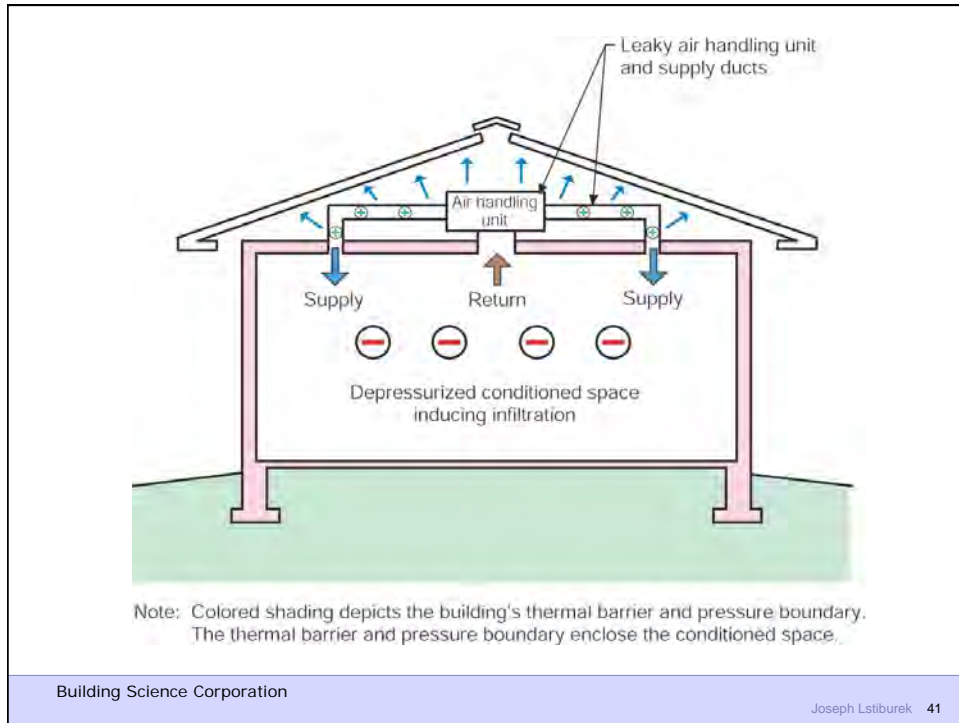 Leaky air handling unit
and supply ducts
Air handling
unit
Supply
Return
Supply
Depressurized conditioned space
inducing infiltration
Note: Colored shading depicts the building's thermal barrier and pressure boundary.
The thermal barrier and pressure boundary enclose the conditioned space.
Building Science Corporation
Joseph Lstiburek 41